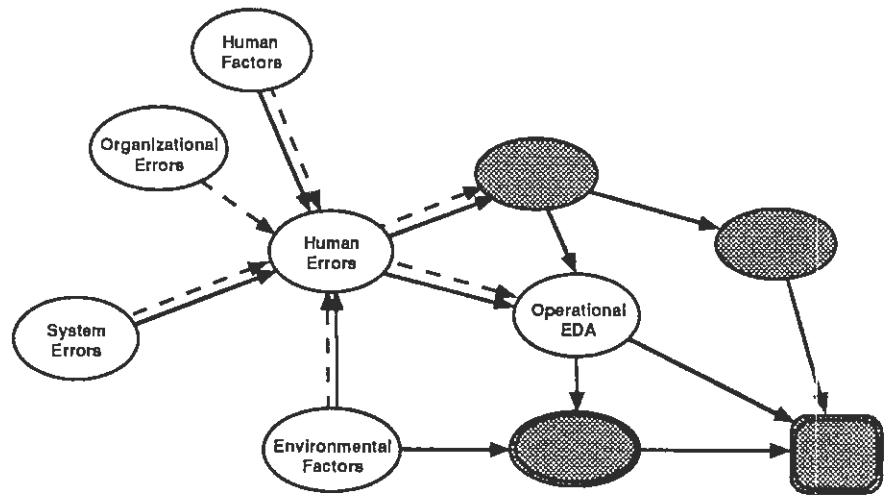 Human
Factors
Organizational
Errors
Human
Errors
System
Errors
Operational
EDA
Environmental
Factors